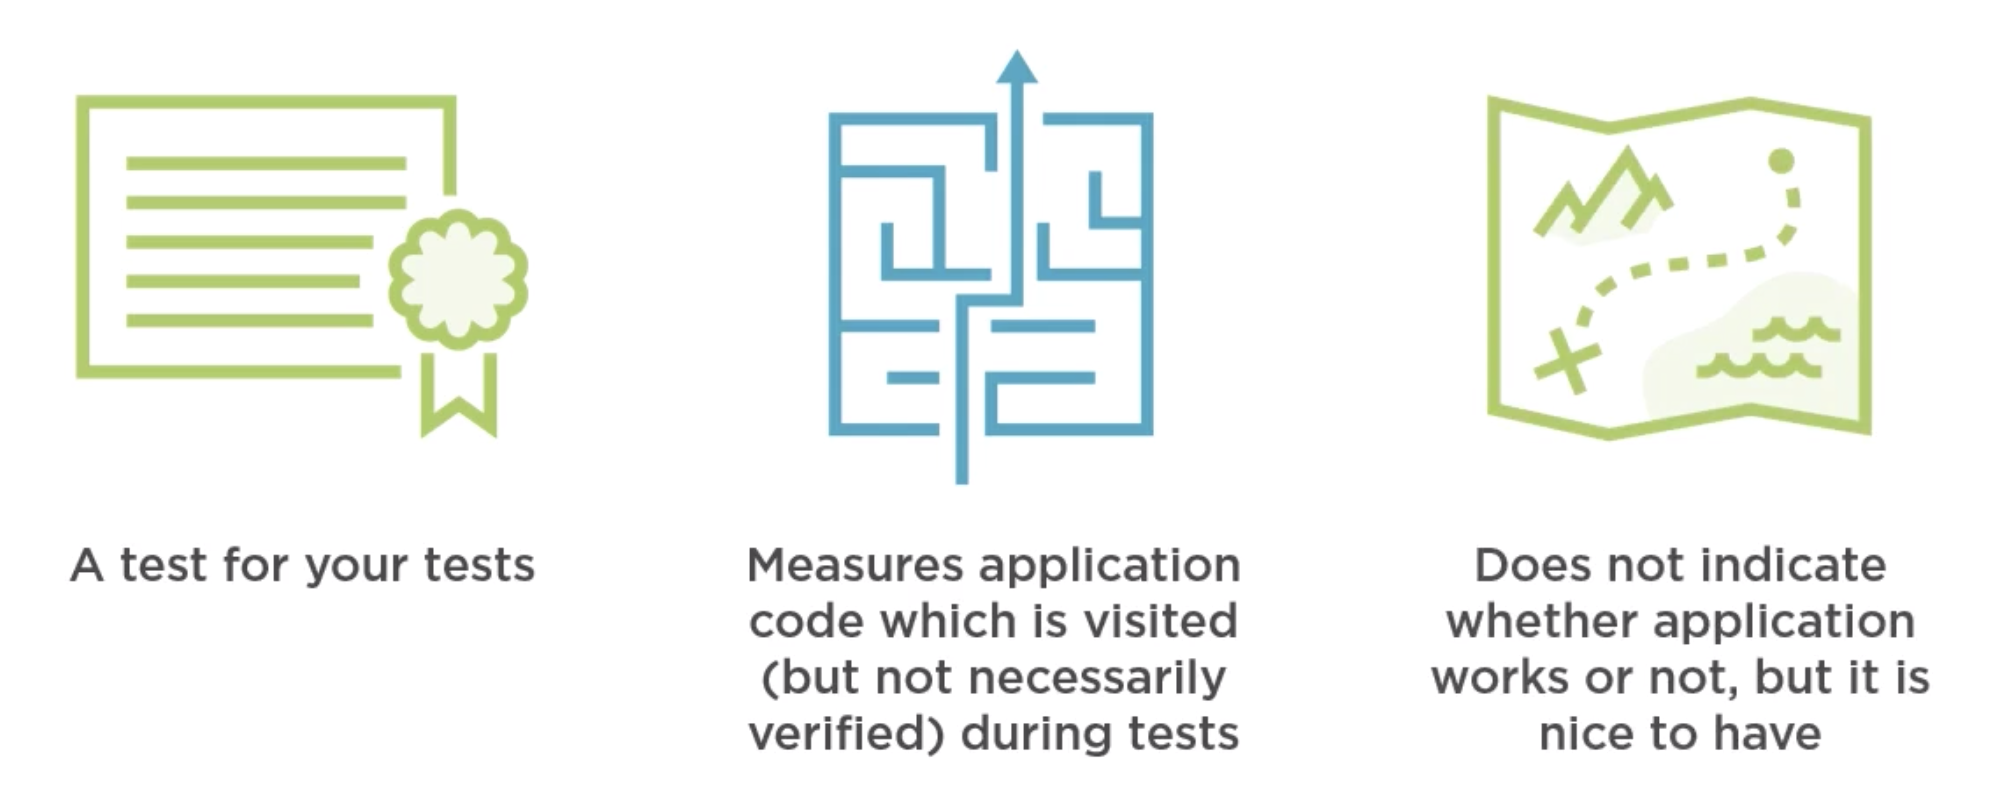 A test for your tests
Measures application
code which is visited
(but not necessarily
verified) during tests
Does not indicate
whether application
works or not, but it is
nice to have